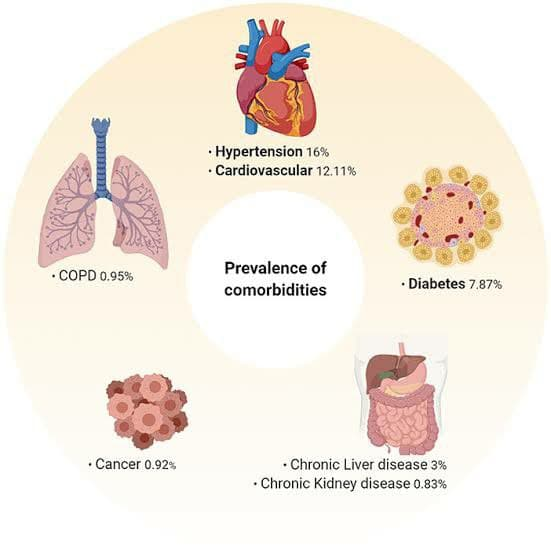 • Hypertension 16%
• Cardiovascular 12.11%
• COPD 0.95%
Prevalence of
comorbidities
• Diabetes 7.87%
• Cancer 0.92%
• Chronic Liver disease 3%
• Chronic Kidney disease 0.83%